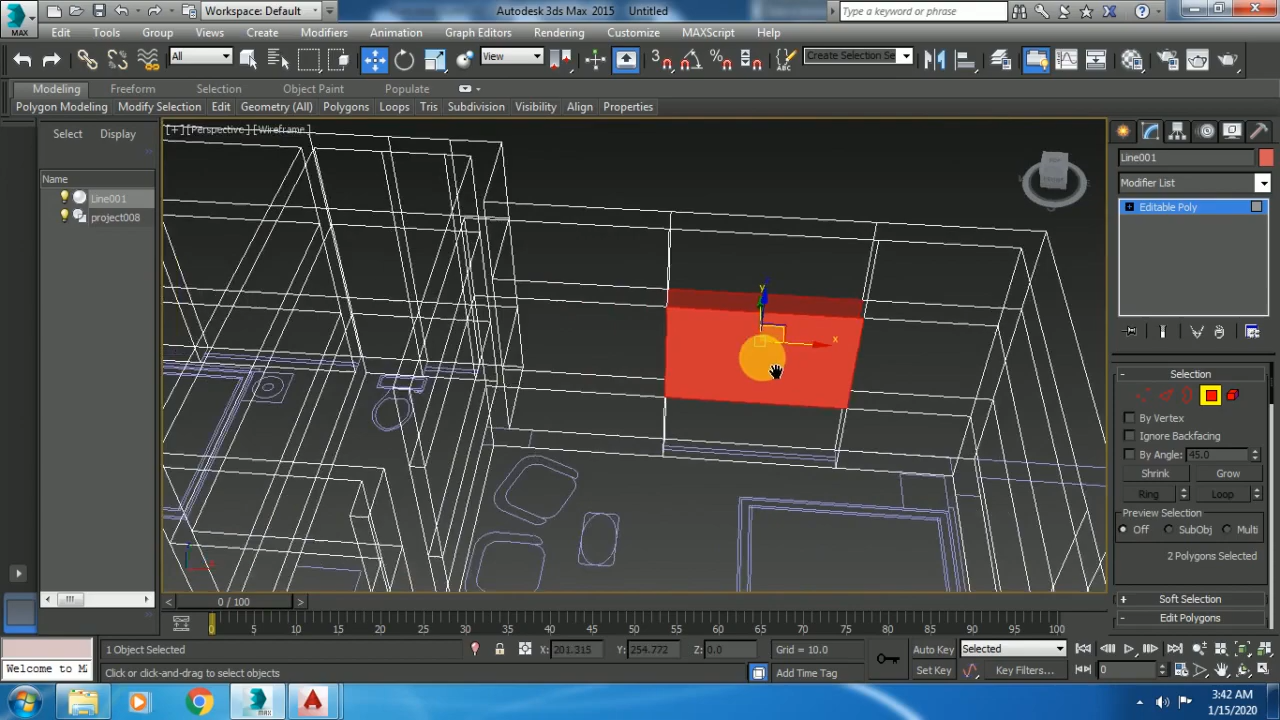 MAX
Workspace: Default
Autodesk 3ds Max 2015 Untitled
Type a keyword or phrase
Edit Tools Group Views Create Modifiers Animation Graph Editors Rendering Customize MAXScript Help
All
View
Create Selection Se
Modeling Freeform Selection Object Paint Populate
Polygon Modeling Modify Selection Edit Geometry (All) Polygons Loops Tris Subdivision Visibility Align Properties
Select Display
[+][Perspective][Wireframe]
Name
Line001
project008
y
x
Line001
Modifier List
Editable Poly
Selection
By Vertex
Ignore Backfacing
By Angle: 45.0
Shrink Grow
Ring Loop
Preview Selection
Off SubObj Multi
2 Polygons Selected
Soft Selection
Edit Polygons
0 / 100
0 5 10 15 20 25 30 35 40 45 50 55 60 65 70 75 80 85 90 95 100
1 Object Selected X: 201.315 Y: 254.772 Z: 0.0 Grid = 10.0 Auto Key Selected
Welcome to M Click or click-and-drag to select objects Add Time Tag Set Key Key Filters... 0
3:42 AM
1/15/2020